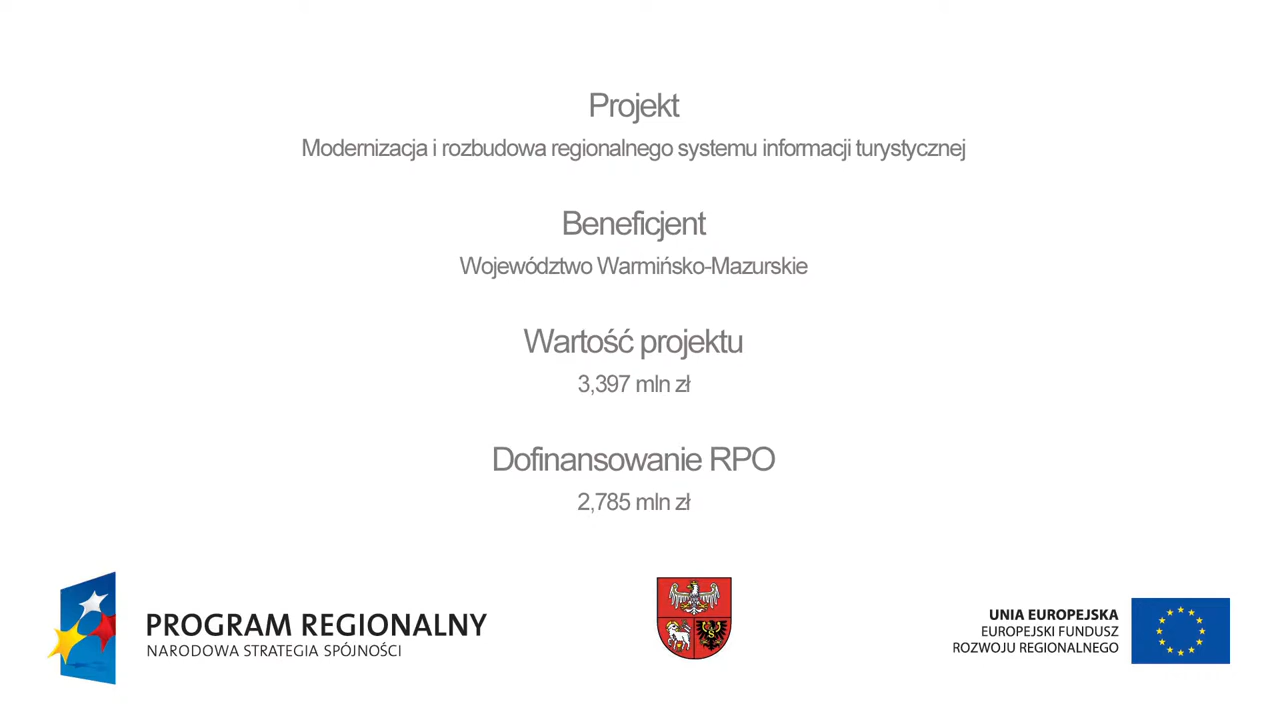 Projekt
Modernizacja i rozbudowa regionalnego systemu informacji turystycznej
Beneficjent
Województwo Warmińsko-Mazurskie
Wartość projektu
3,397 mln zł
Dofinansowanie RPO
2,785 mln zł
PROGRAM REGIONALNY
NARODOWA STRATEGIA SPÓJNOŚCI
UNIA EUROPEJSKA
EUROPEJSKI FUNDUSZ
ROZWOJU REGIONALNEGO